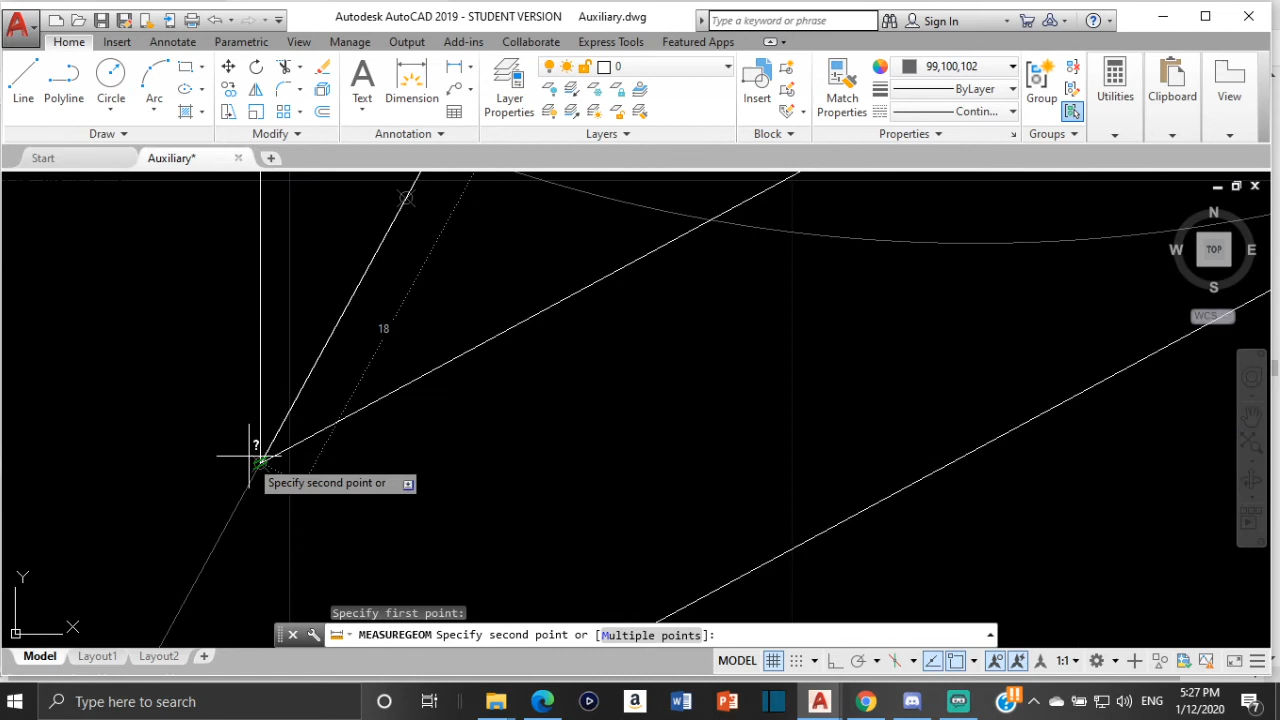 Autodesk AutoCAD 2019 - STUDENT VERSION Auxiliary.dwg
Type a keyword or phrase
Sign In
Home Insert Annotate Parametric View Manage Output Add-ins Collaborate Express Tools Featured Apps
Line Polyline Circle Arc
Text Dimension
Layer Properties
0
Insert
Match Properties
99,100,102
ByLayer
Contin...
Group
Utilities
Clipboard
View
Draw Modify Annotation Layers Block Properties Groups
Start Auxiliary*
N
W TOP E
S
WCS
18
?
Specify second point or
Y
X
Specify first point:
MEASUREGEOM Specify second point or [Multiple points]:
Model Layout1 Layout2
MODEL 1:1
Type here to search
a
11
ENG
5:27 PM
1/12/2020
7